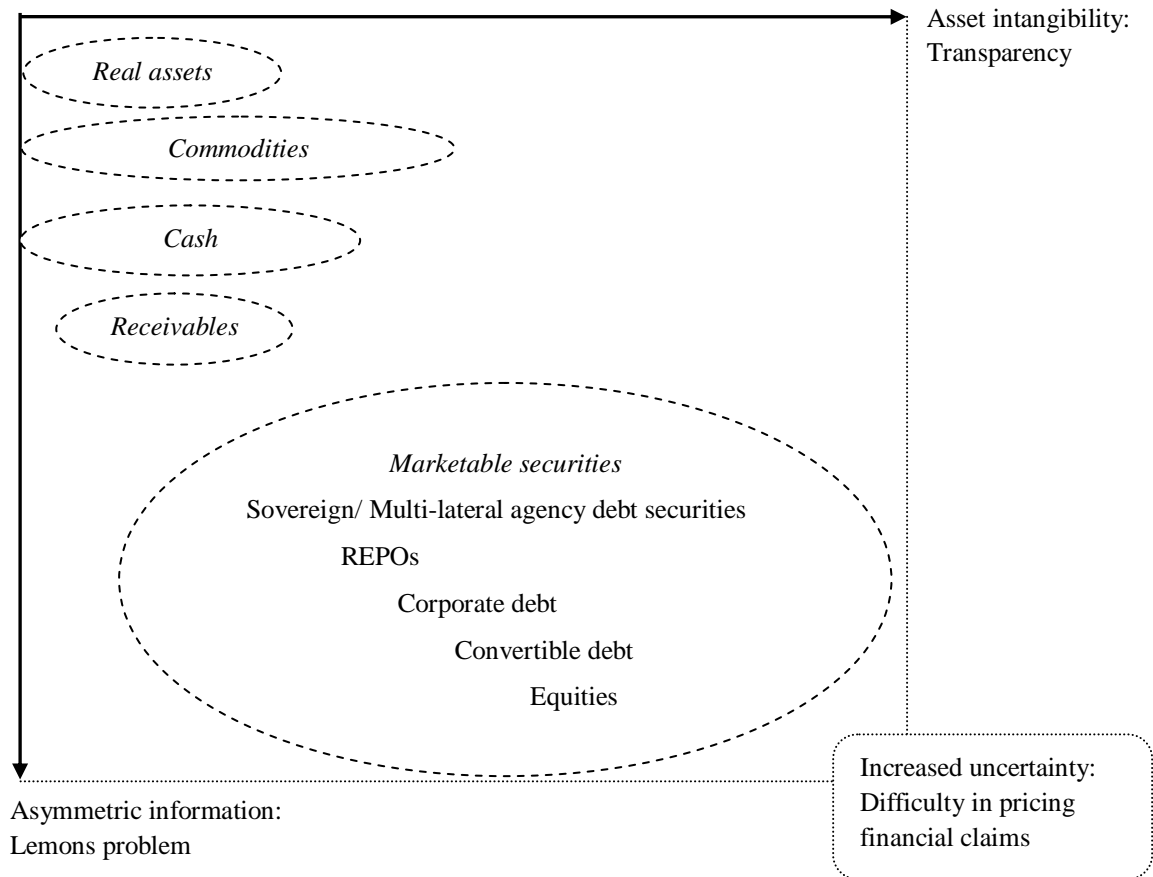 Asset intangibility:
Transparency
Real assets
Commodities
Cash
Receivables
Marketable securities
Sovereign/ Multi-lateral agency debt securities
REPOs
Corporate debt
Convertible debt
Equities
Increased uncertainty:
Difficulty in pricing
financial claims
Asymmetric information:
Lemons problem